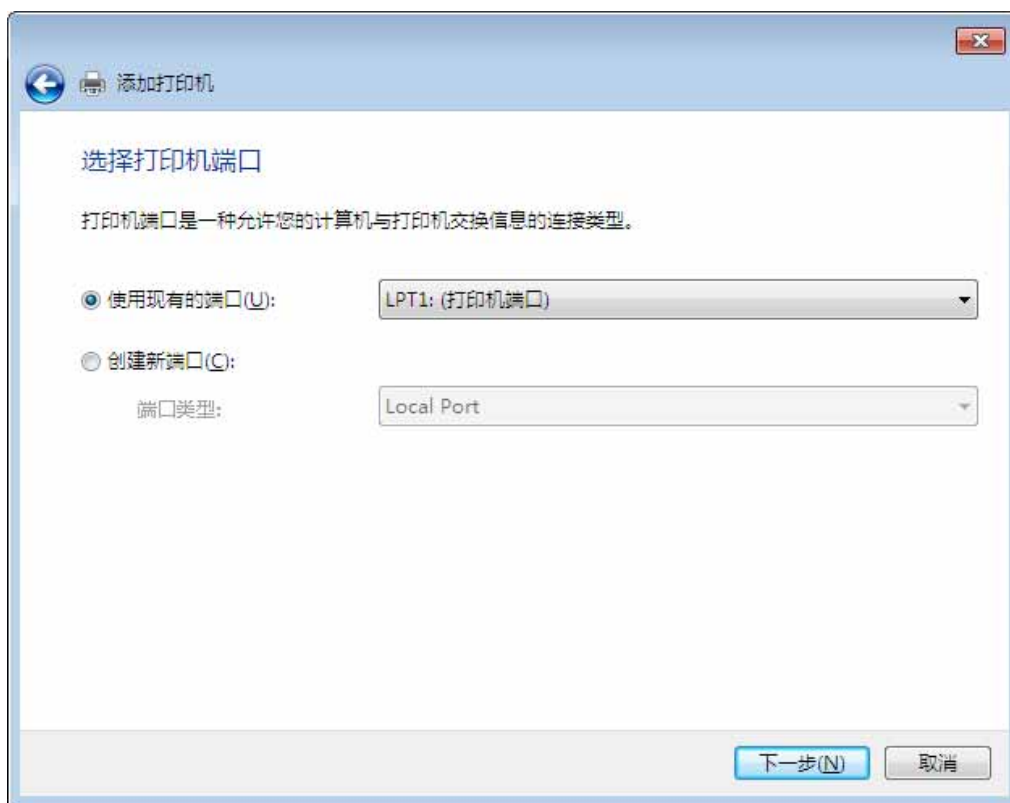 添加打印机
选择打印机端口
打印机端口是一种允许您的计算机与打印机交换信息的连接类型。
使用现有的端口(U): LPT1: (打印机端口)
创建新端口(C):
端口类型: Local Port
下一步(N) 取消